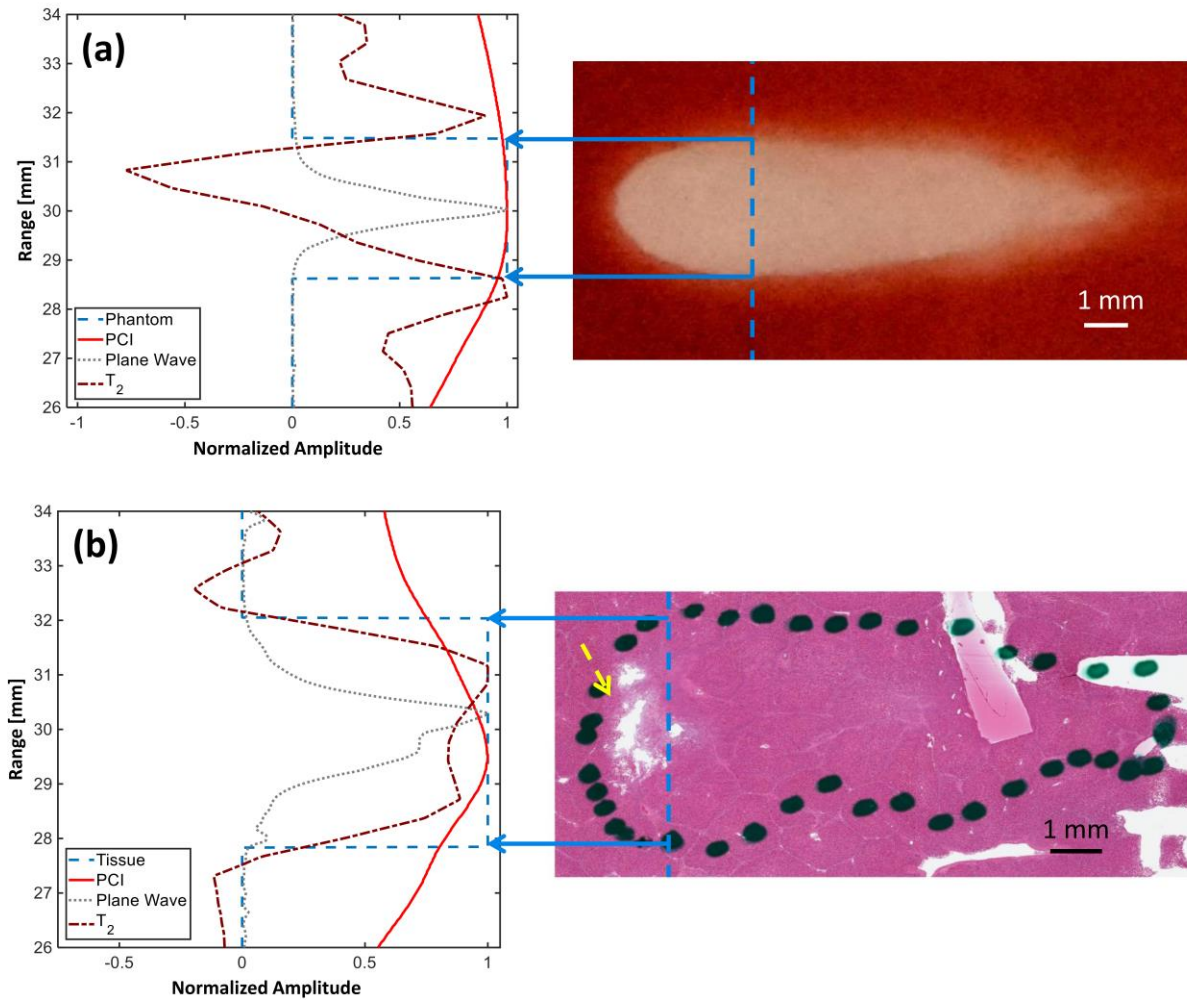 (a)
34
33
32
31
30
29
28
27
26
Range [mm]
Phantom
PCI
Plane Wave
T2
-1
-0.5
0
0.5
1
Normalized Amplitude
1 mm
(b)
34
33
32
31
30
29
28
27
26
Range [mm]
Tissue
PCI
Plane Wave
T2
-0.5
0
0.5
1
Normalized Amplitude
1 mm